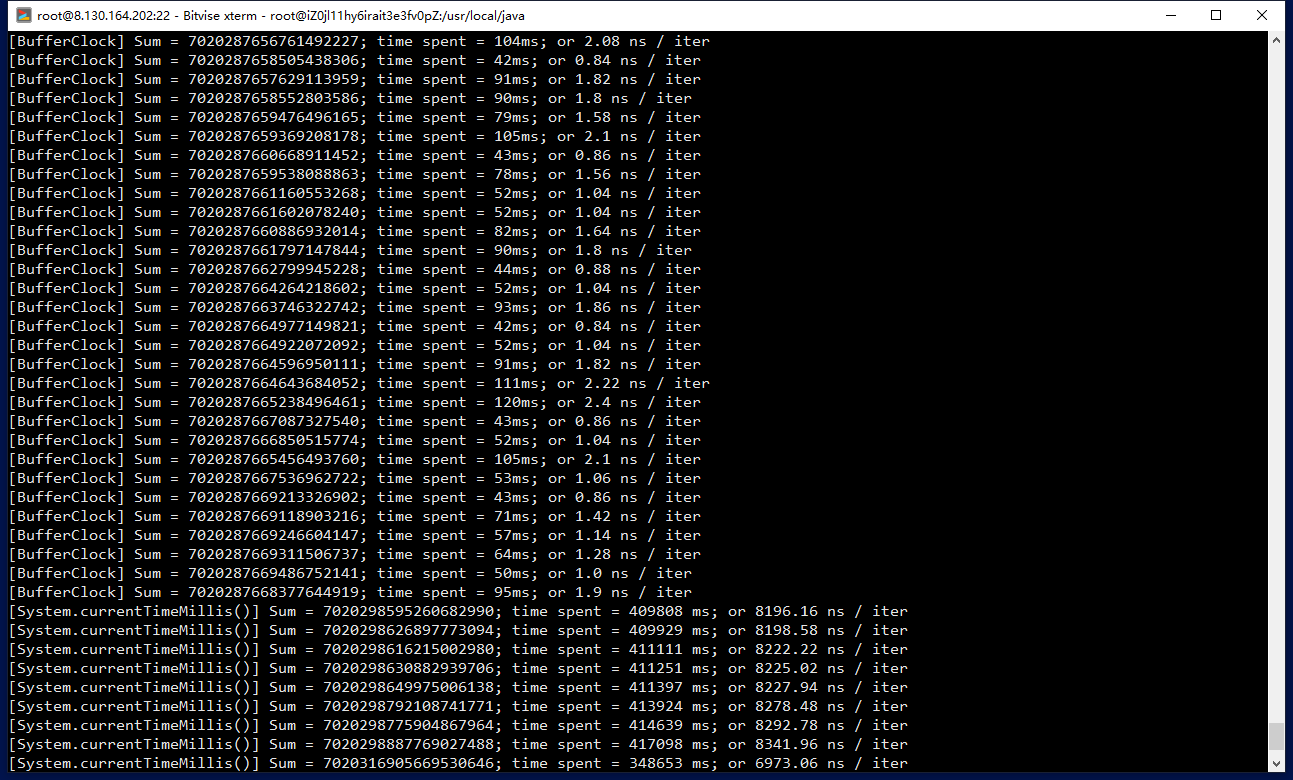 root@8.130.164.202:22 - Bitvise xterm - root@iZ0jl11hy6irait3e3fv0pZ:/usr/local/java
[BufferClock] Sum = 7020287656761492227; time spent = 104ms; or 2.08 ns / iter
[BufferClock] Sum = 7020287658505438306; time spent = 42ms; or 0.84 ns / iter
[BufferClock] Sum = 7020287657629113959; time spent = 91ms; or 1.82 ns / iter
[BufferClock] Sum = 7020287658552803586; time spent = 90ms; or 1.8 ns / iter
[BufferClock] Sum = 7020287659476496165; time spent = 79ms; or 1.58 ns / iter
[BufferClock] Sum = 7020287659369208178; time spent = 105ms; or 2.1 ns / iter
[BufferClock] Sum = 7020287660668911452; time spent = 43ms; or 0.86 ns / iter
[BufferClock] Sum = 7020287659538088863; time spent = 78ms; or 1.56 ns / iter
[BufferClock] Sum = 7020287661160553268; time spent = 52ms; or 1.04 ns / iter
[BufferClock] Sum = 7020287661602078240; time spent = 52ms; or 1.04 ns / iter
[BufferClock] Sum = 7020287660886932014; time spent = 82ms; or 1.64 ns / iter
[BufferClock] Sum = 7020287661797147844; time spent = 90ms; or 1.8 ns / iter
[BufferClock] Sum = 7020287662799945228; time spent = 44ms; or 0.88 ns / iter
[BufferClock] Sum = 7020287664264218602; time spent = 52ms; or 1.04 ns / iter
[BufferClock] Sum = 7020287663746322742; time spent = 93ms; or 1.86 ns / iter
[BufferClock] Sum = 7020287664977149821; time spent = 42ms; or 0.84 ns / iter
[BufferClock] Sum = 7020287664922072092; time spent = 52ms; or 1.04 ns / iter
[BufferClock] Sum = 7020287664596950111; time spent = 91ms; or 1.82 ns / iter
[BufferClock] Sum = 7020287664643684052; time spent = 111ms; or 2.22 ns / iter
[BufferClock] Sum = 7020287665238496461; time spent = 120ms; or 2.4 ns / iter
[BufferClock] Sum = 7020287667087327540; time spent = 43ms; or 0.86 ns / iter
[BufferClock] Sum = 7020287666850515774; time spent = 52ms; or 1.04 ns / iter
[BufferClock] Sum = 7020287665456493760; time spent = 105ms; or 2.1 ns / iter
[BufferClock] Sum = 7020287667536962722; time spent = 53ms; or 1.06 ns / iter
[BufferClock] Sum = 7020287669213326902; time spent = 43ms; or 0.86 ns / iter
[BufferClock] Sum = 7020287669118903216; time spent = 71ms; or 1.42 ns / iter
[BufferClock] Sum = 7020287669246604147; time spent = 57ms; or 1.14 ns / iter
[BufferClock] Sum = 7020287669311506737; time spent = 64ms; or 1.28 ns / iter
[BufferClock] Sum = 7020287669486752141; time spent = 50ms; or 1.0 ns / iter
[BufferClock] Sum = 7020287668377644919; time spent = 95ms; or 1.9 ns / iter
[System.currentTimeMillis()] Sum = 7020298595260682990; time spent = 409808 ms; or 8196.16 ns / iter
[System.currentTimeMillis()] Sum = 7020298626897773094; time spent = 409929 ms; or 8198.58 ns / iter
[System.currentTimeMillis()] Sum = 7020298616215002980; time spent = 411111 ms; or 8222.22 ns / iter
[System.currentTimeMillis()] Sum = 7020298630882939706; time spent = 411251 ms; or 8225.02 ns / iter
[System.currentTimeMillis()] Sum = 7020298649975006138; time spent = 411397 ms; or 8227.94 ns / iter
[System.currentTimeMillis()] Sum = 7020298792108741771; time spent = 413924 ms; or 8278.48 ns / iter
[System.currentTimeMillis()] Sum = 7020298775904867964; time spent = 414639 ms; or 8292.78 ns / iter
[System.currentTimeMillis()] Sum = 7020298887769027488; time spent = 417098 ms; or 8341.96 ns / iter
[System.currentTimeMillis()] Sum = 7020316905669530646; time spent = 348653 ms; or 6973.06 ns / iter